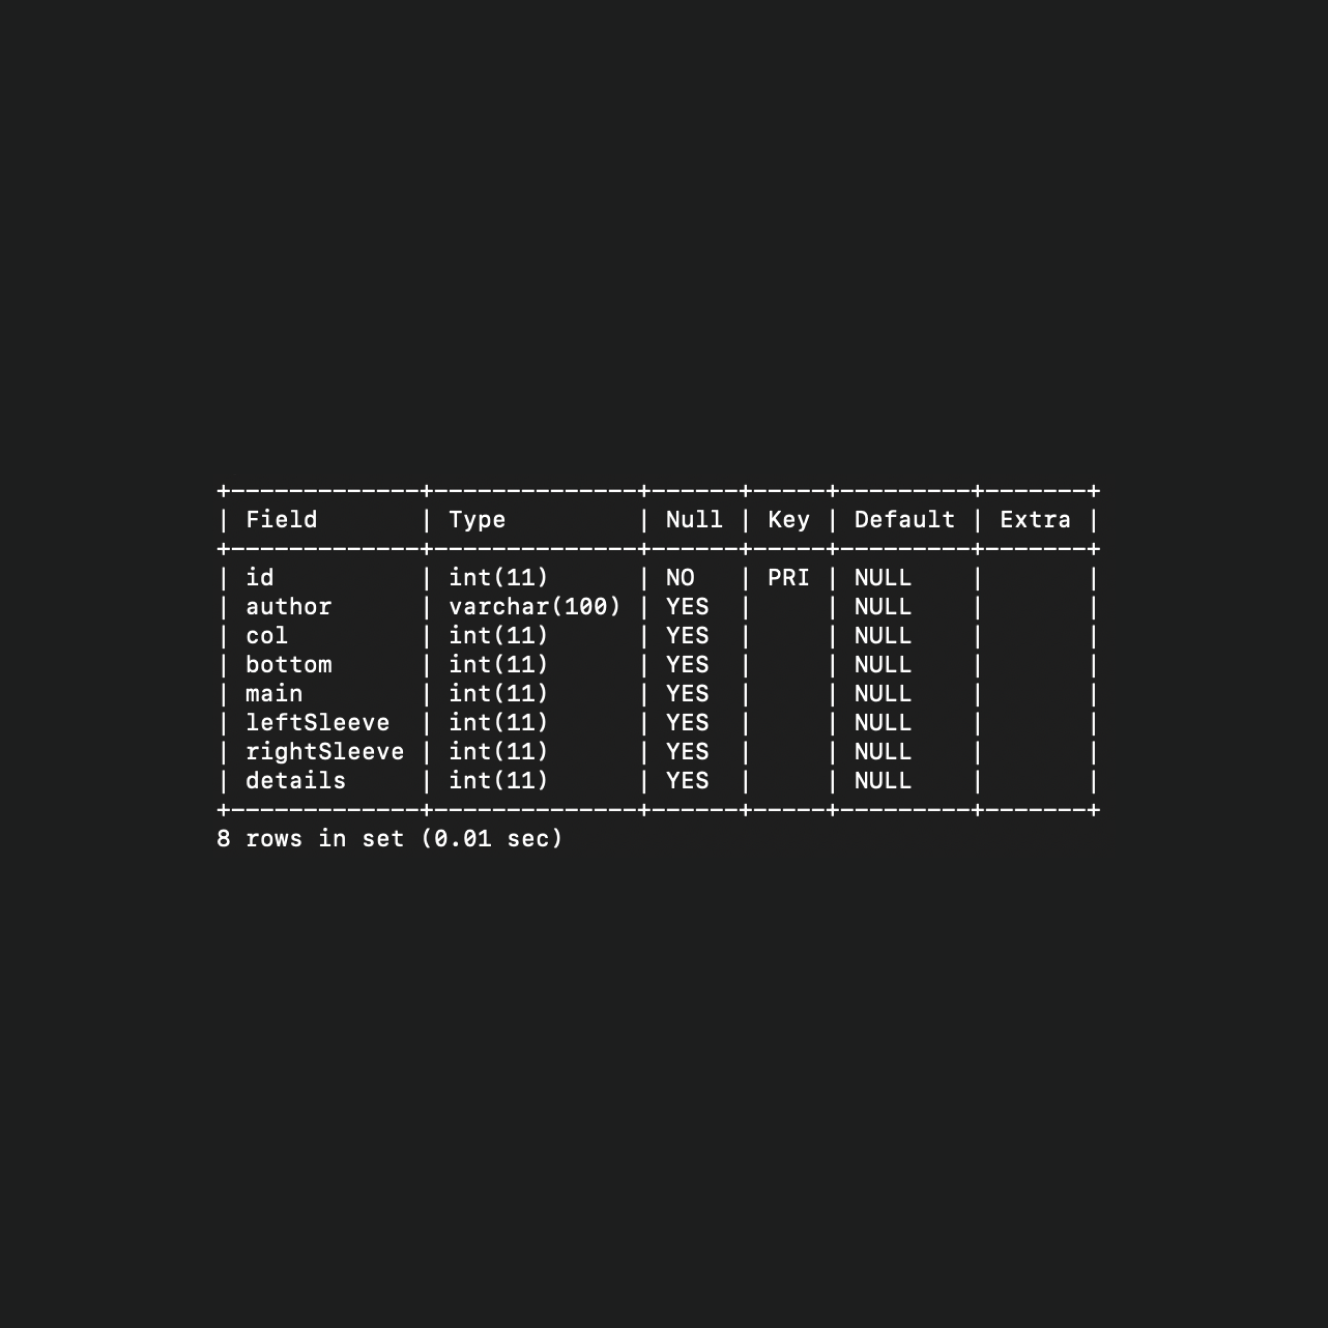 +-------------+--------------+------+-----+---------+-------+
| Field       | Type         | Null | Key | Default | Extra |
+-------------+--------------+------+-----+---------+-------+
| id          | int(11)      | NO   | PRI | NULL    |       |
| author      | varchar(100) | YES  |     | NULL    |       |
| col         | int(11)      | YES  |     | NULL    |       |
| bottom      | int(11)      | YES  |     | NULL    |       |
| main        | int(11)      | YES  |     | NULL    |       |
| leftSleeve  | int(11)      | YES  |     | NULL    |       |
| rightSleeve | int(11)      | YES  |     | NULL    |       |
| details     | int(11)      | YES  |     | NULL    |       |
+-------------+--------------+------+-----+---------+-------+
8 rows in set (0.01 sec)